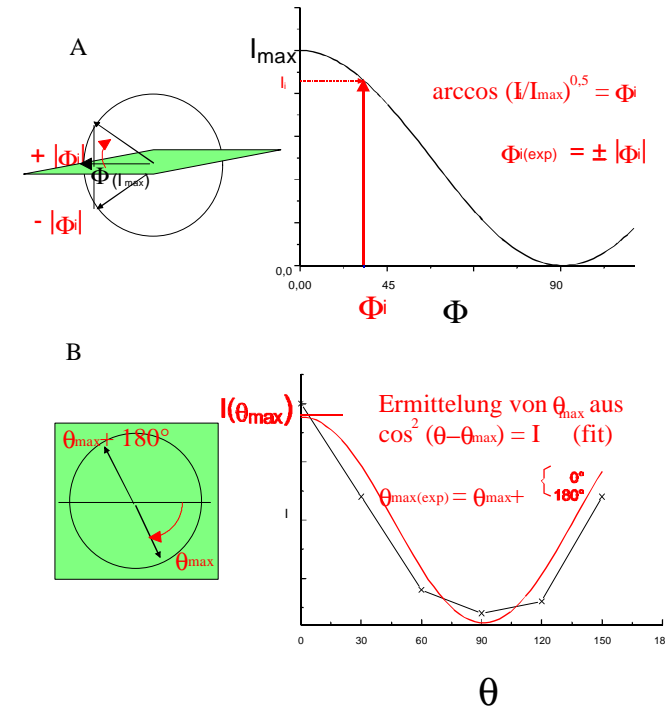 A
I max
Ii
arccos (Ii/Imax)^0,5 = Φi
Φi(exp) = ± |Φi|
+ |Φi|
Φ(I max)
- |Φi|
0,0
0,00 45 90
Φi Φ
B
I(θmax)
Ermittelung von θmax aus
cos² (θ–θmax) = I (fit)
θmax+ 180°
0°
θmax(exp) = θmax+ {
180°
I
θmax
0 30 60 90 120 150 18
θ